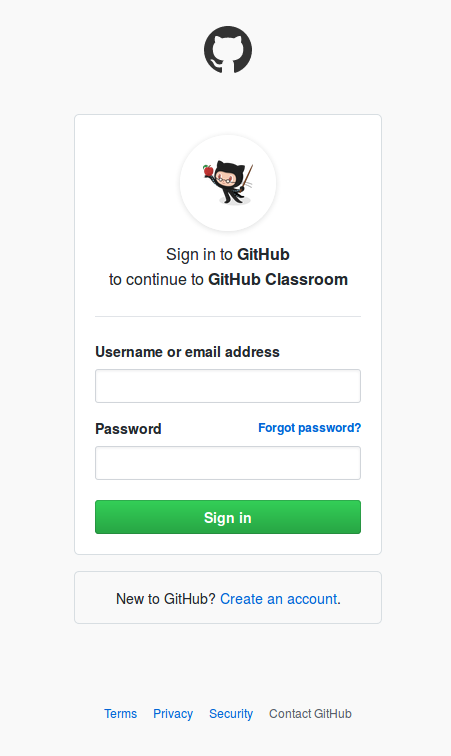 Sign in to GitHub
to continue to GitHub Classroom
Username or email address
Password Forgot password?
Sign in
New to GitHub? Create an account.
Terms Privacy Security Contact GitHub